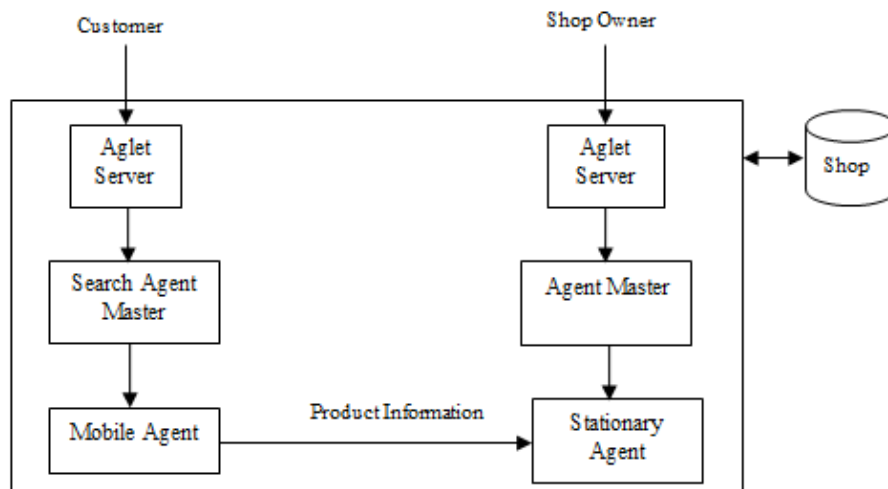 Customer
Shop Owner
Aglet
Server
Aglet
Server
Shop
Search Agent
Master
Agent Master
Product Information
Mobile Agent
Stationary
Agent